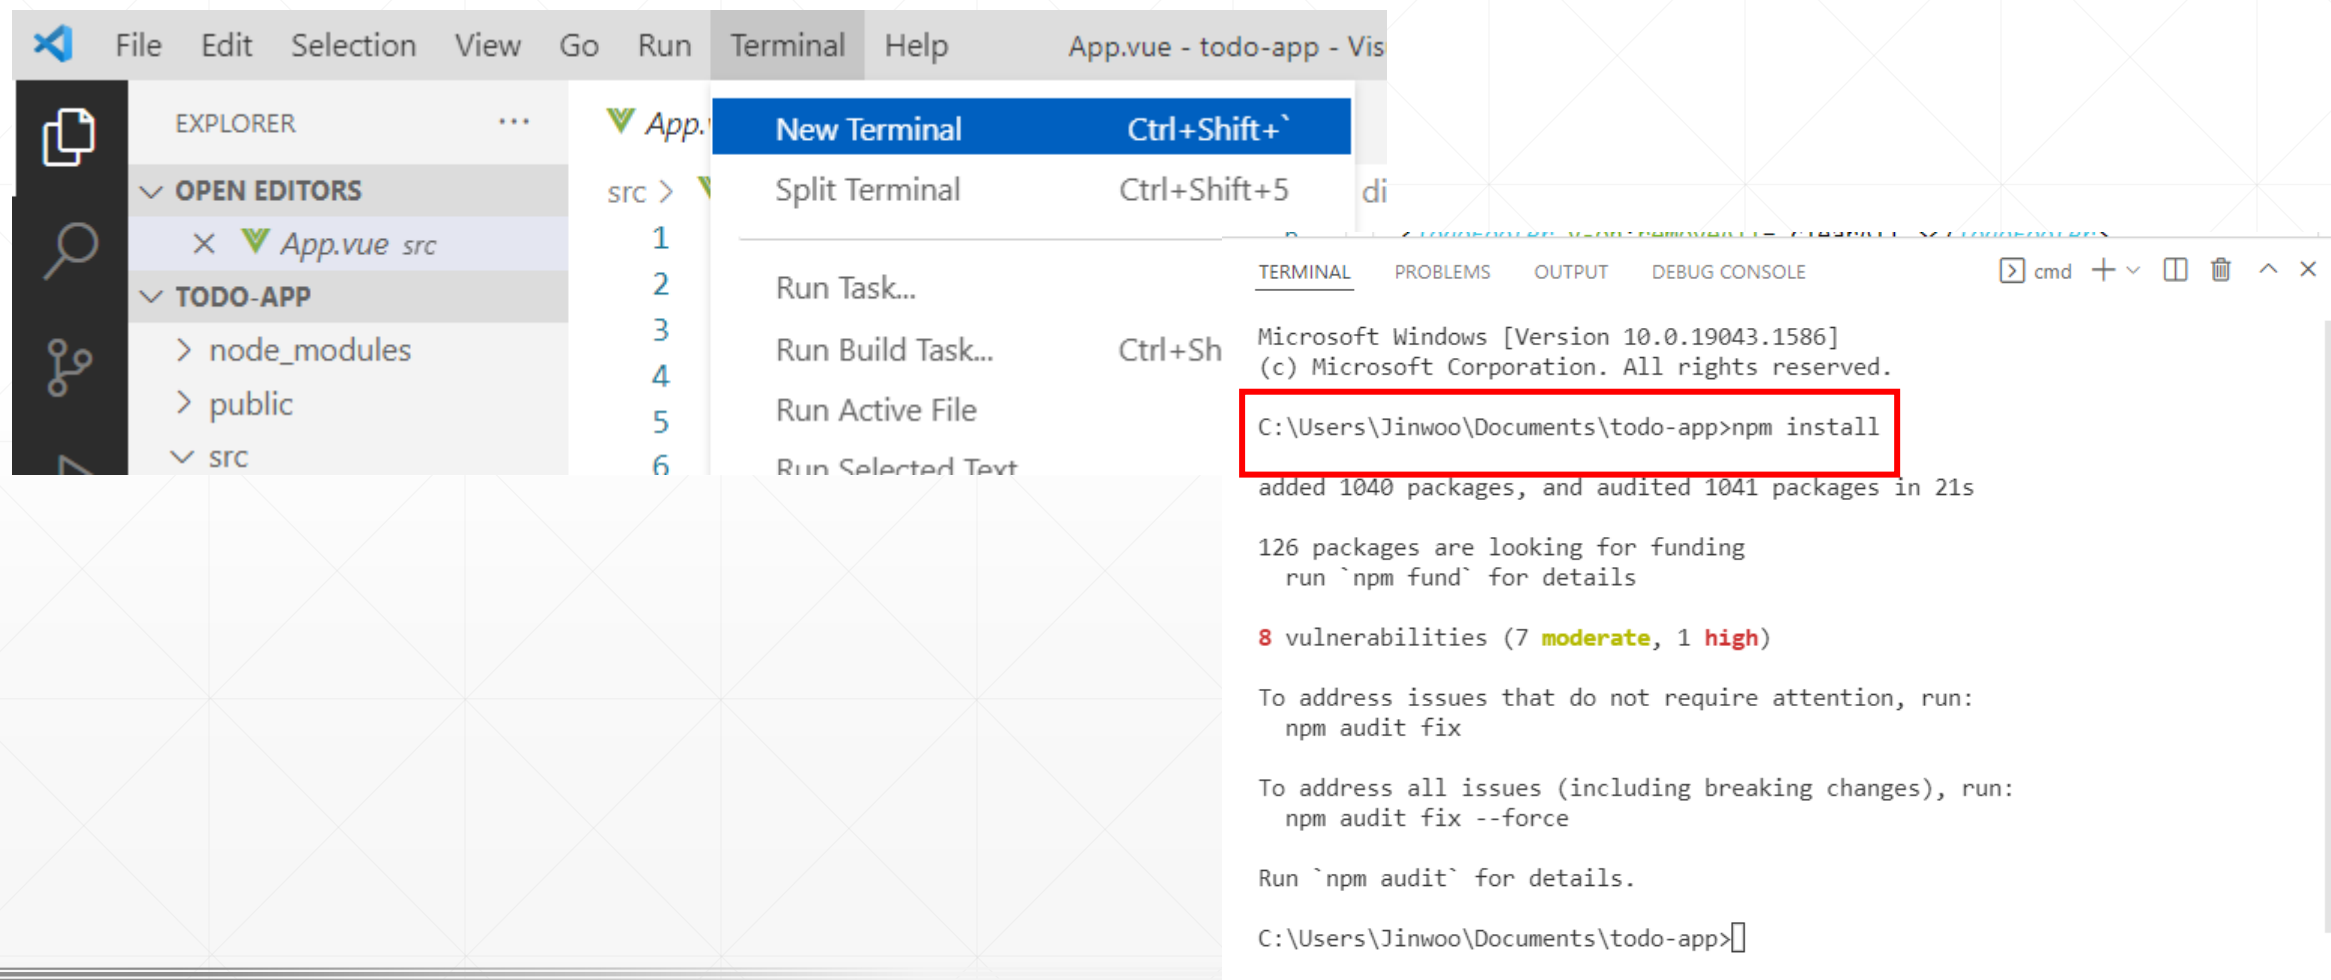 File Edit Selection View Go Run Terminal Help App.vue - todo-app - Vis
EXPLORER ···
OPEN EDITORS
App.vue src
TODO-APP
node_modules
public
src
App.
src
1
2
3
4
5
6
New Terminal Ctrl+Shift+`
Split Terminal Ctrl+Shift+5
Run Task...
Run Build Task... Ctrl+Sh
Run Active File
Run Selected Text
di
TERMINAL PROBLEMS OUTPUT DEBUG CONSOLE cmd
Microsoft Windows [Version 10.0.19043.1586]
(c) Microsoft Corporation. All rights reserved.
C:\Users\Jinwoo\Documents\todo-app>npm install
added 1040 packages, and audited 1041 packages in 21s
126 packages are looking for funding
run `npm fund` for details
8 vulnerabilities (7 moderate, 1 high)
To address issues that do not require attention, run:
npm audit fix
To address all issues (including breaking changes), run:
npm audit fix --force
Run `npm audit` for details.
C:\Users\Jinwoo\Documents\todo-app>